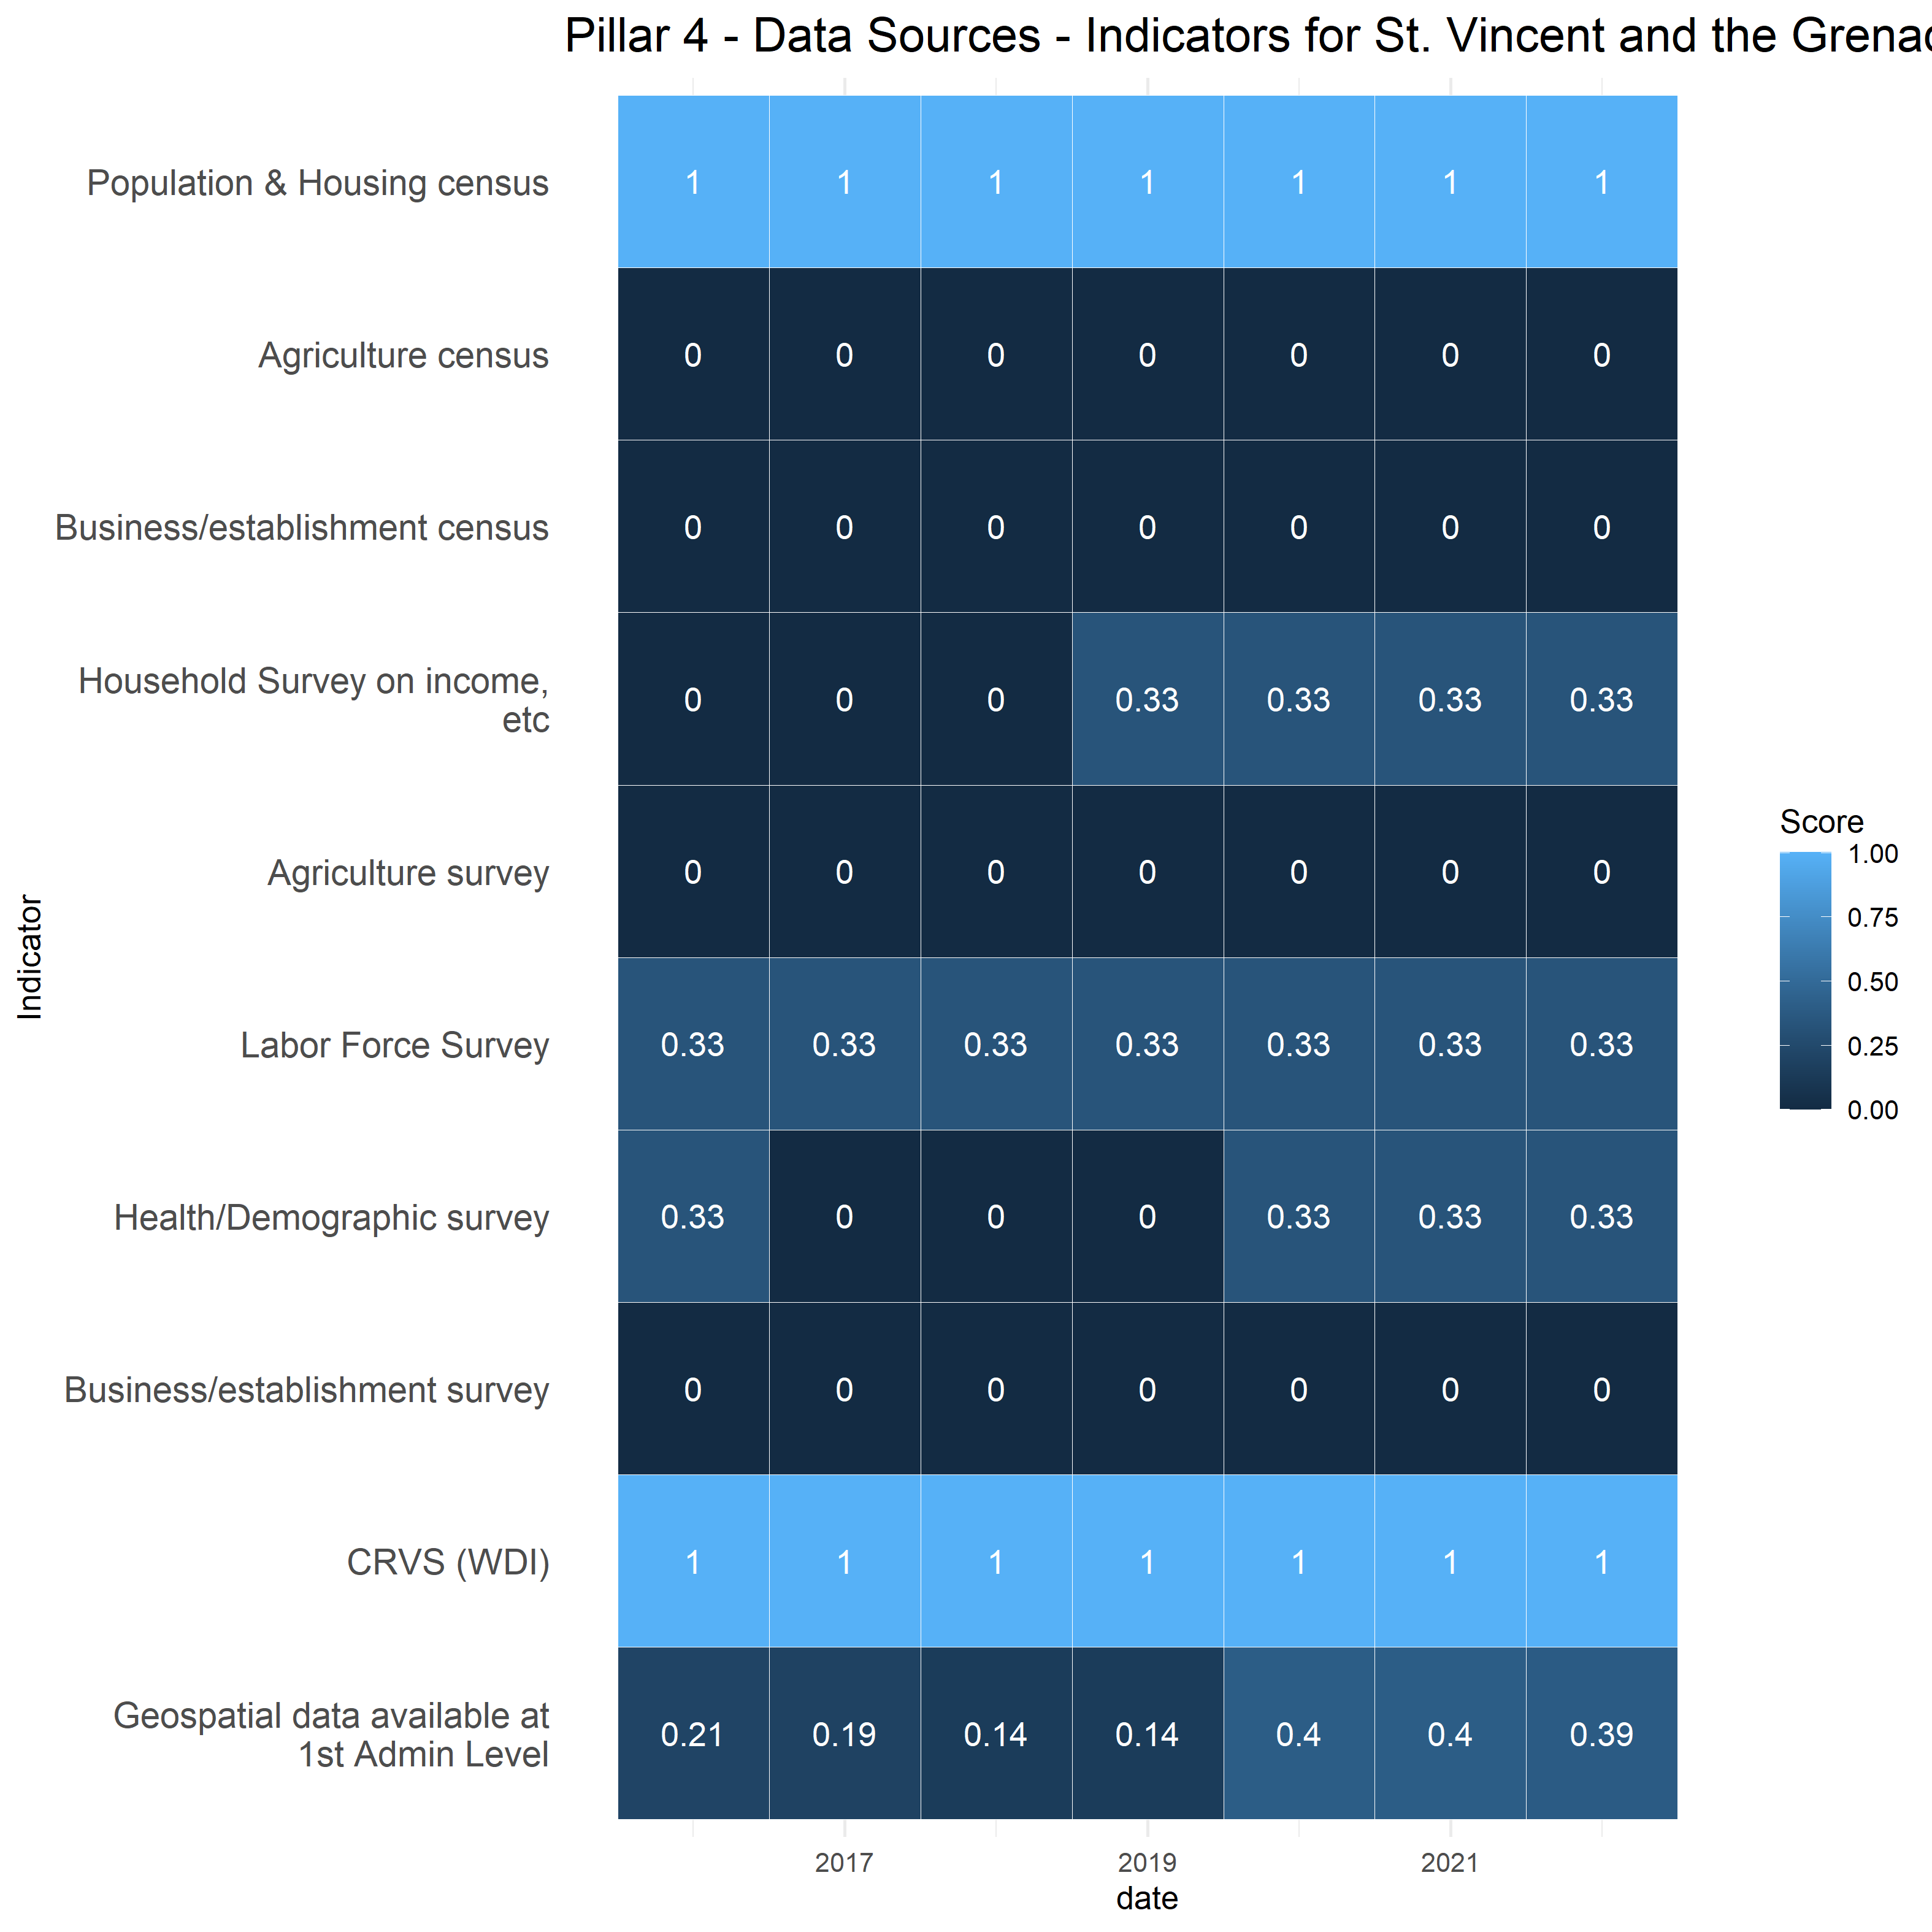 Pillar 4 - Data Sources - Indicators for St. Vincent and the Grenad
Population & Housing census
1 1 1 1 1 1 1
Agriculture census
0 0 0 0 0 0 0
Business/establishment census
0 0 0 0 0 0 0
Household Survey on income,
etc
0 0 0 0.33 0.33 0.33 0.33
Agriculture survey
0 0 0 0 0 0 0
Labor Force Survey
0.33 0.33 0.33 0.33 0.33 0.33 0.33
Health/Demographic survey
0.33 0 0 0 0.33 0.33 0.33
Business/establishment survey
0 0 0 0 0 0 0
CRVS (WDI)
1 1 1 1 1 1 1
Geospatial data available at
1st Admin Level
0.21 0.19 0.14 0.14 0.4 0.4 0.39
2017 2019 2021
date
Indicator
Score
1.00
0.75
0.50
0.25
0.00